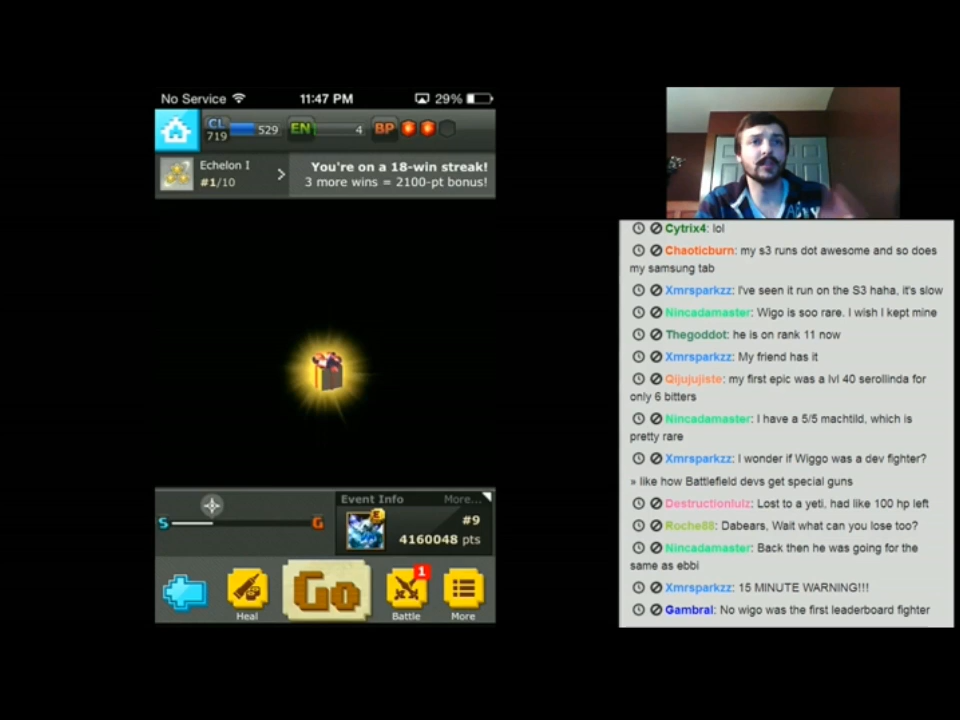 No Service 11:47 PM 29%
CL 719 529 EN 4 BP
Echelon I
#1/10
You're on a 18-win streak!
3 more wins = 2100-pt bonus!
S G
Event Info More...
E
#9
4160048 pts
Go
1
Heal Battle More
Cytrix4: lol
Chaoticburn: my s3 runs dot awesome and so does
my samsung tab
Xmrsparkzz: I've seen it run on the S3 haha, it's slow
Nincadamaster: Wigo is soo rare. I wish I kept mine
Thegoddot: he is on rank 11 now
Xmrsparkzz: My friend has it
Qijujujiste: my first epic was a lvl 40 serollinda for
only 6 bitters
Nincadamaster: I have a 5/5 machtild, which is
pretty rare
Xmrsparkzz: I wonder if Wiggo was a dev fighter?
» like how Battlefield devs get special guns
Destructionlulz: Lost to a yeti, had like 100 hp left
Roche88: Dabears, Wait what can you lose too?
Nincadamaster: Back then he was going for the
same as ebbi
Xmrsparkzz: 15 MINUTE WARNING!!!
Gambral: No wigo was the first leaderboard fighter